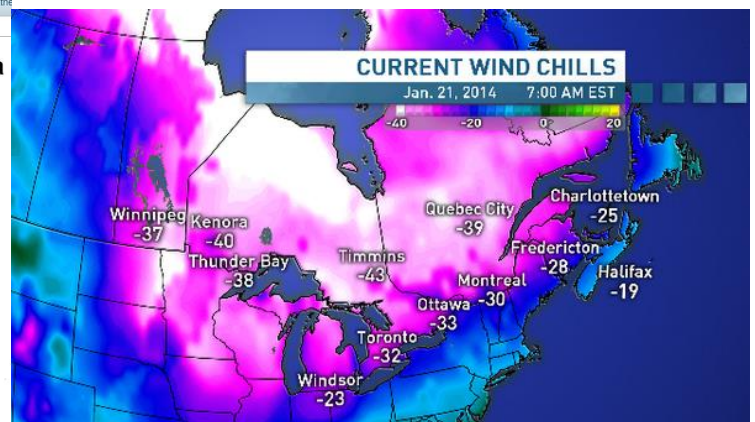 the
a
CURRENT WIND CHILLS
Jan. 21, 2014 7:00 AM EST
-40 -20 0 20
Winnipeg
-37
Kenora
-40
Thunder Bay
-38
Timmins
-43
Quebec City
-39
Charlottetown
-25
Fredericton
-28
Halifax
-19
Montreal
-30
Ottawa
-33
Toronto
-32
Windsor
-23